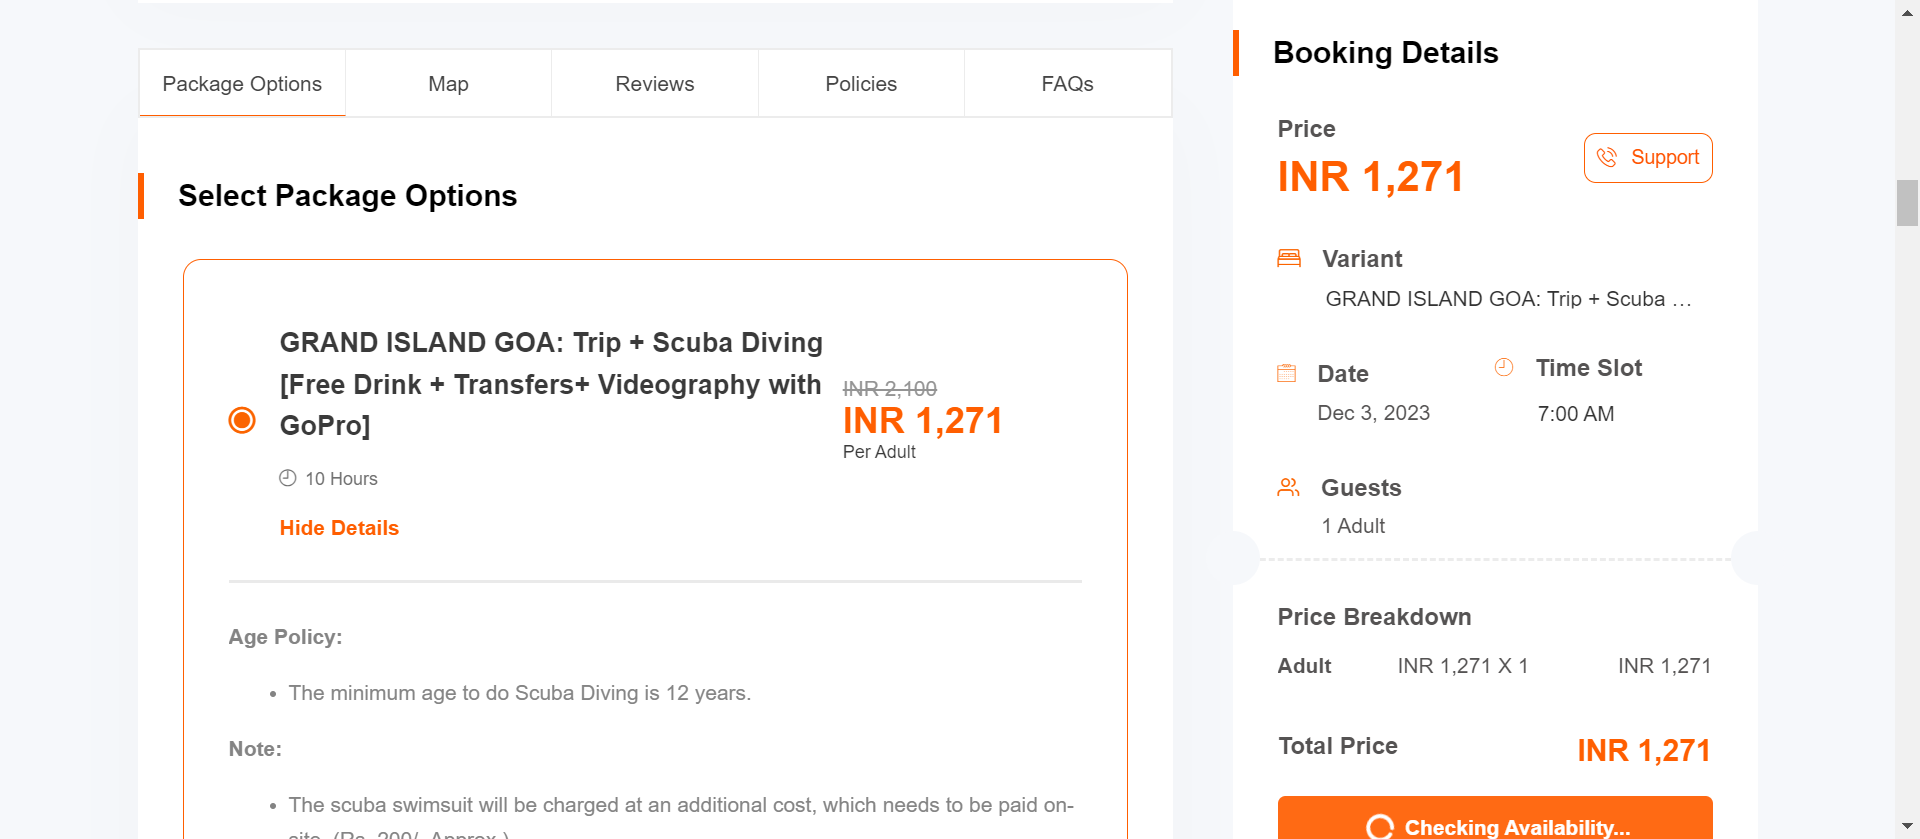 Package Options
Map
Reviews
Policies
FAQs
Select Package Options
GRAND ISLAND GOA: Trip + Scuba Diving
[Free Drink + Transfers+ Videography with
GoPro]
INR 2,100
INR 1,271
Per Adult
10 Hours
Hide Details
Age Policy:
The minimum age to do Scuba Diving is 12 years.
Note:
The scuba swimsuit will be charged at an additional cost, which needs to be paid on-
site. (Rs. 200/- Approx.)
Booking Details
Price
INR 1,271
Support
Variant
GRAND ISLAND GOA: Trip + Scuba …
Date
Dec 3, 2023
Time Slot
7:00 AM
Guests
1 Adult
Price Breakdown
Adult INR 1,271 X 1 INR 1,271
Total Price INR 1,271
Checking Availability...